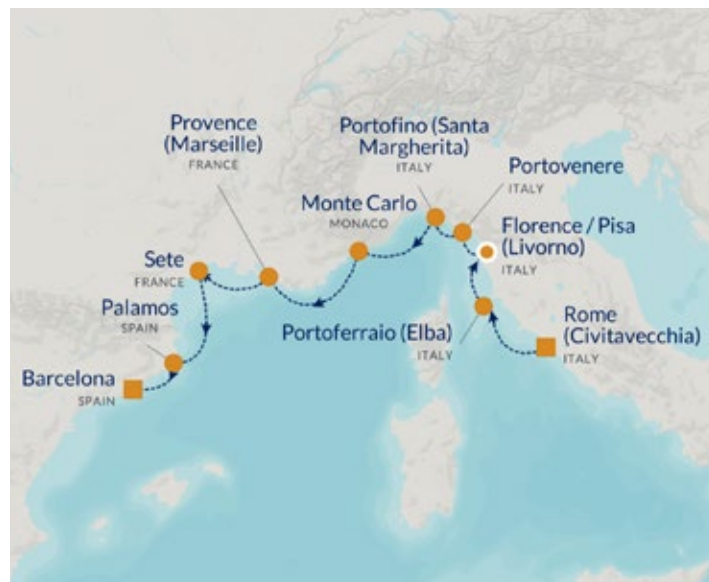 Provence
(Marseille)
FRANCE
Portofino (Santa
Margherita)
ITALY
Portovenere
ITALY
Monte Carlo
MONACO
Florence / Pisa
(Livorno)
ITALY
Sete
FRANCE
Palamos
SPAIN
Portoferraio (Elba)
ITALY
Rome
(Civitavecchia)
ITALY
Barcelona
SPAIN